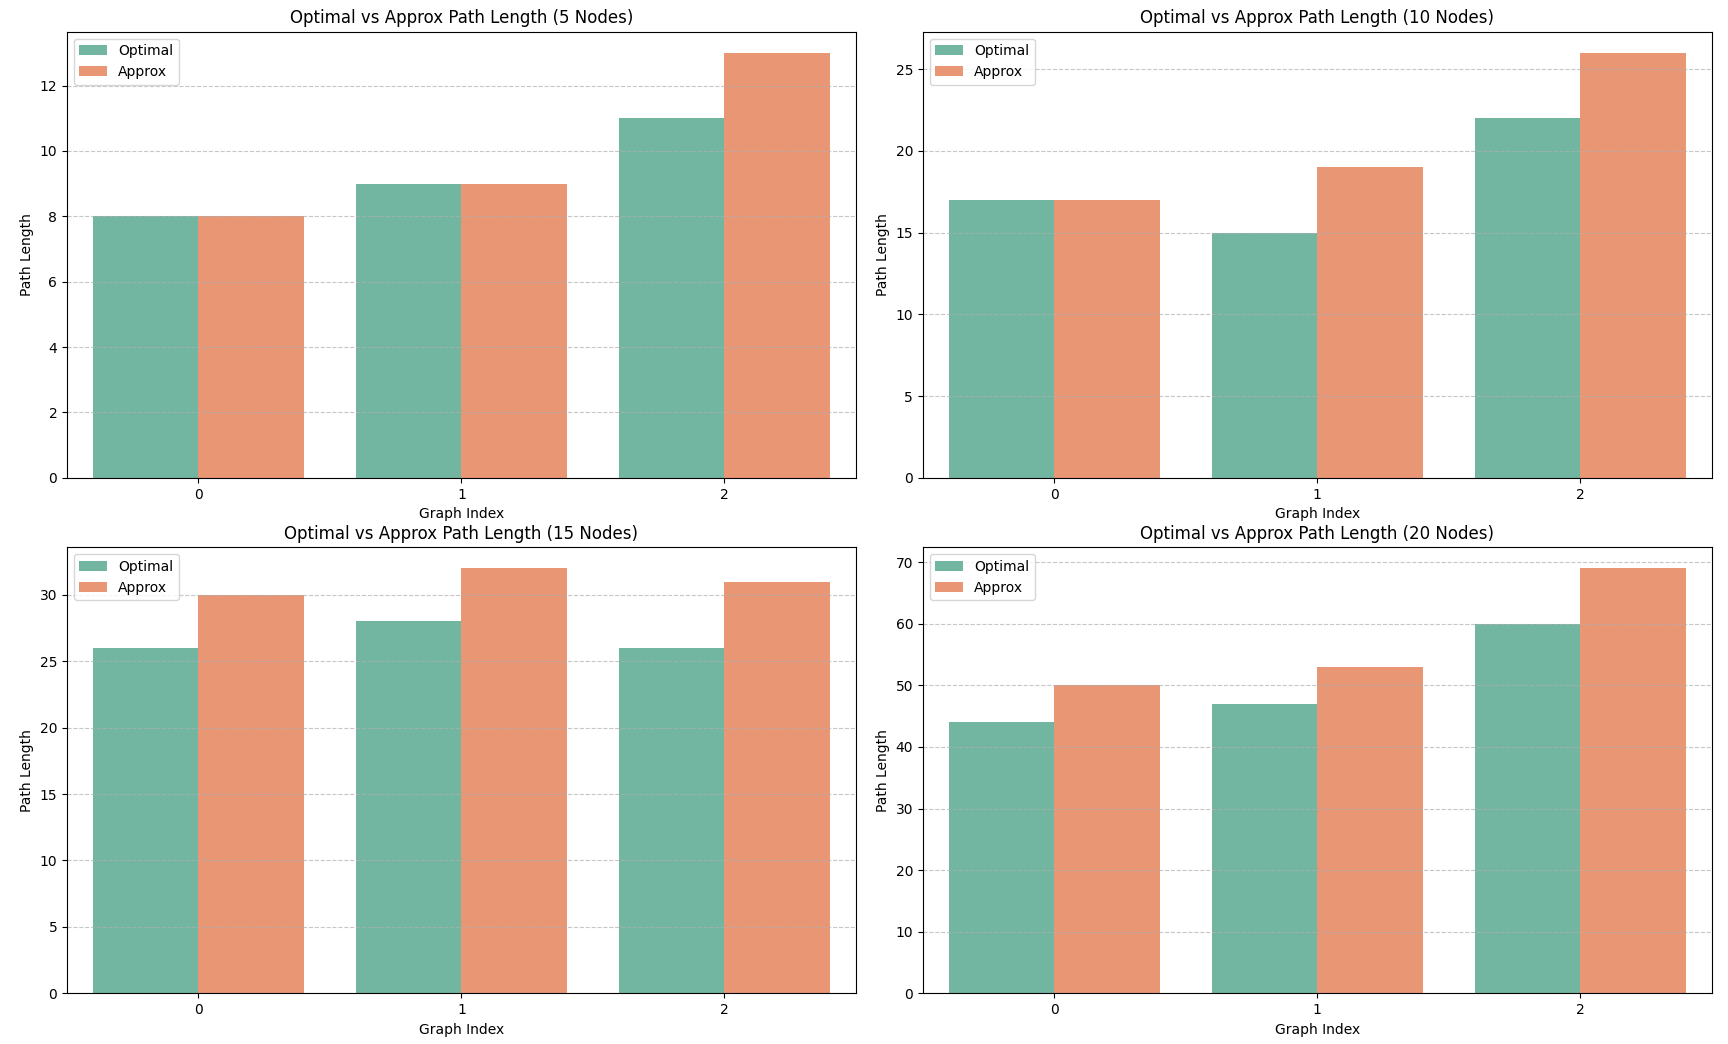 Optimal vs Approx Path Length (5 Nodes)
Optimal
Approx
12
10
8
6
4
2
0
Path Length
0 1 2
Graph Index
Optimal vs Approx Path Length (10 Nodes)
Optimal
Approx
25
20
15
10
5
0
Path Length
0 1 2
Graph Index
Optimal vs Approx Path Length (15 Nodes)
Optimal
Approx
30
25
20
15
10
5
0
Path Length
0 1 2
Graph Index
Optimal vs Approx Path Length (20 Nodes)
Optimal
Approx
70
60
50
40
30
20
10
0
Path Length
0 1 2
Graph Index